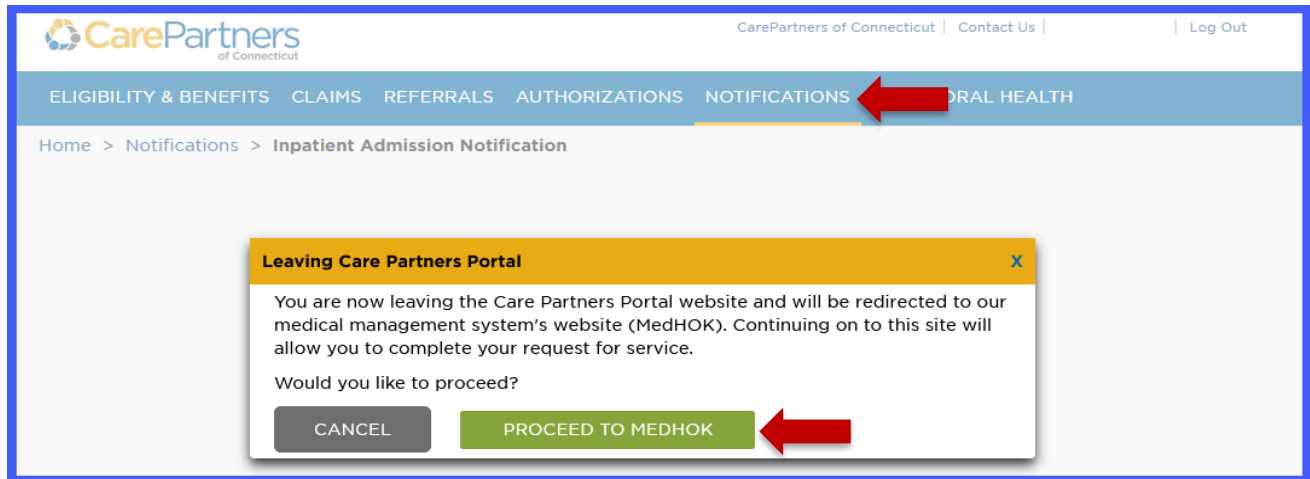 CarePartners
of Connecticut
CarePartners of Connecticut | Contact Us | | Log Out
ELIGIBILITY & BENEFITS CLAIMS REFERRALS AUTHORIZATIONS NOTIFICATIONS ORAL HEALTH
Home > Notifications > Inpatient Admission Notification
Leaving Care Partners Portal X
You are now leaving the Care Partners Portal website and will be redirected to our
medical management system's website (MedHOK). Continuing on to this site will
allow you to complete your request for service.
Would you like to proceed?
CANCEL PROCEED TO MEDHOK